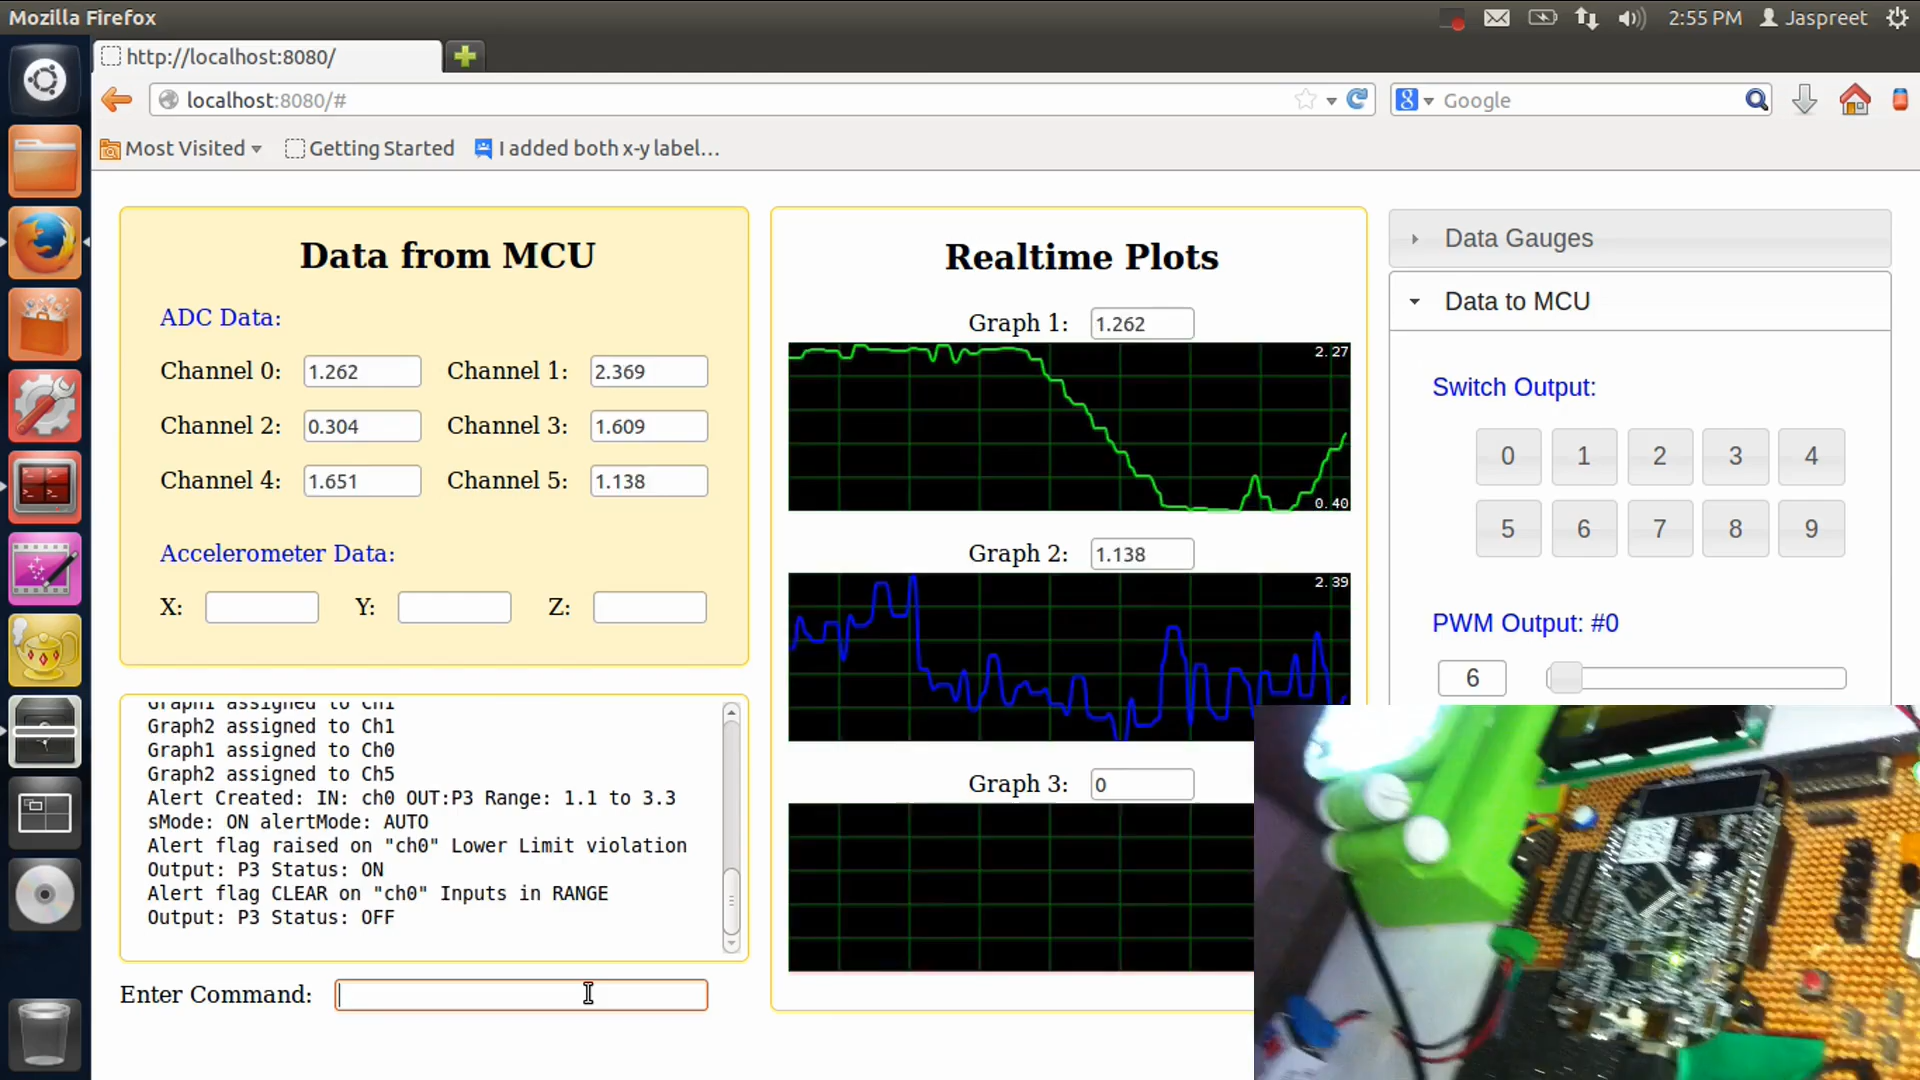 Mozilla Firefox
2:55 PM
Jaspreet
http://localhost:8080/
localhost:8080/#
Google
Most Visited
Getting Started
I added both x-y label...
Data from MCU
ADC Data:
Channel 0: 1.262 Channel 1: 2.369
Channel 2: 0.304 Channel 3: 1.609
Channel 4: 1.651 Channel 5: 1.138
Accelerometer Data:
X: Y: Z:
Graph1 assigned to Ch1
Graph2 assigned to Ch1
Graph1 assigned to Ch0
Graph2 assigned to Ch5
Alert Created: IN: ch0 OUT:P3 Range: 1.1 to 3.3
sMode: ON alertMode: AUTO
Alert flag raised on "ch0" Lower Limit violation
Output: P3 Status: ON
Alert flag CLEAR on "ch0" Inputs in RANGE
Output: P3 Status: OFF
Enter Command:
Realtime Plots
Graph 1: 1.262
2.27
0.40
Graph 2: 1.138
2.39
Graph 3: 0
Data Gauges
Data to MCU
Switch Output:
0 1 2 3 4
5 6 7 8 9
PWM Output: #0
6